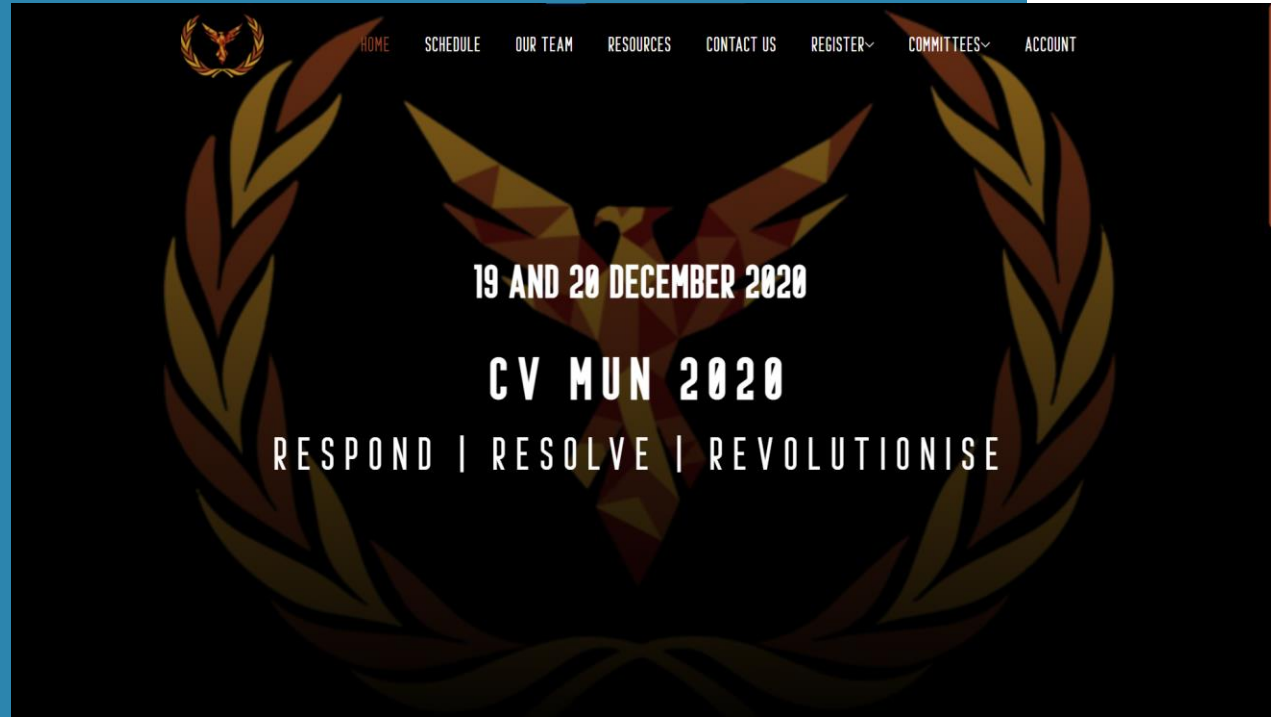 HOME SCHEDULE OUR TEAM RESOURCES CONTACT US REGISTER COMMITTEES ACCOUNT
19 AND 20 DECEMBER 2020
CV MUN 2020
RESPOND | RESOLVE | REVOLUTIONISE